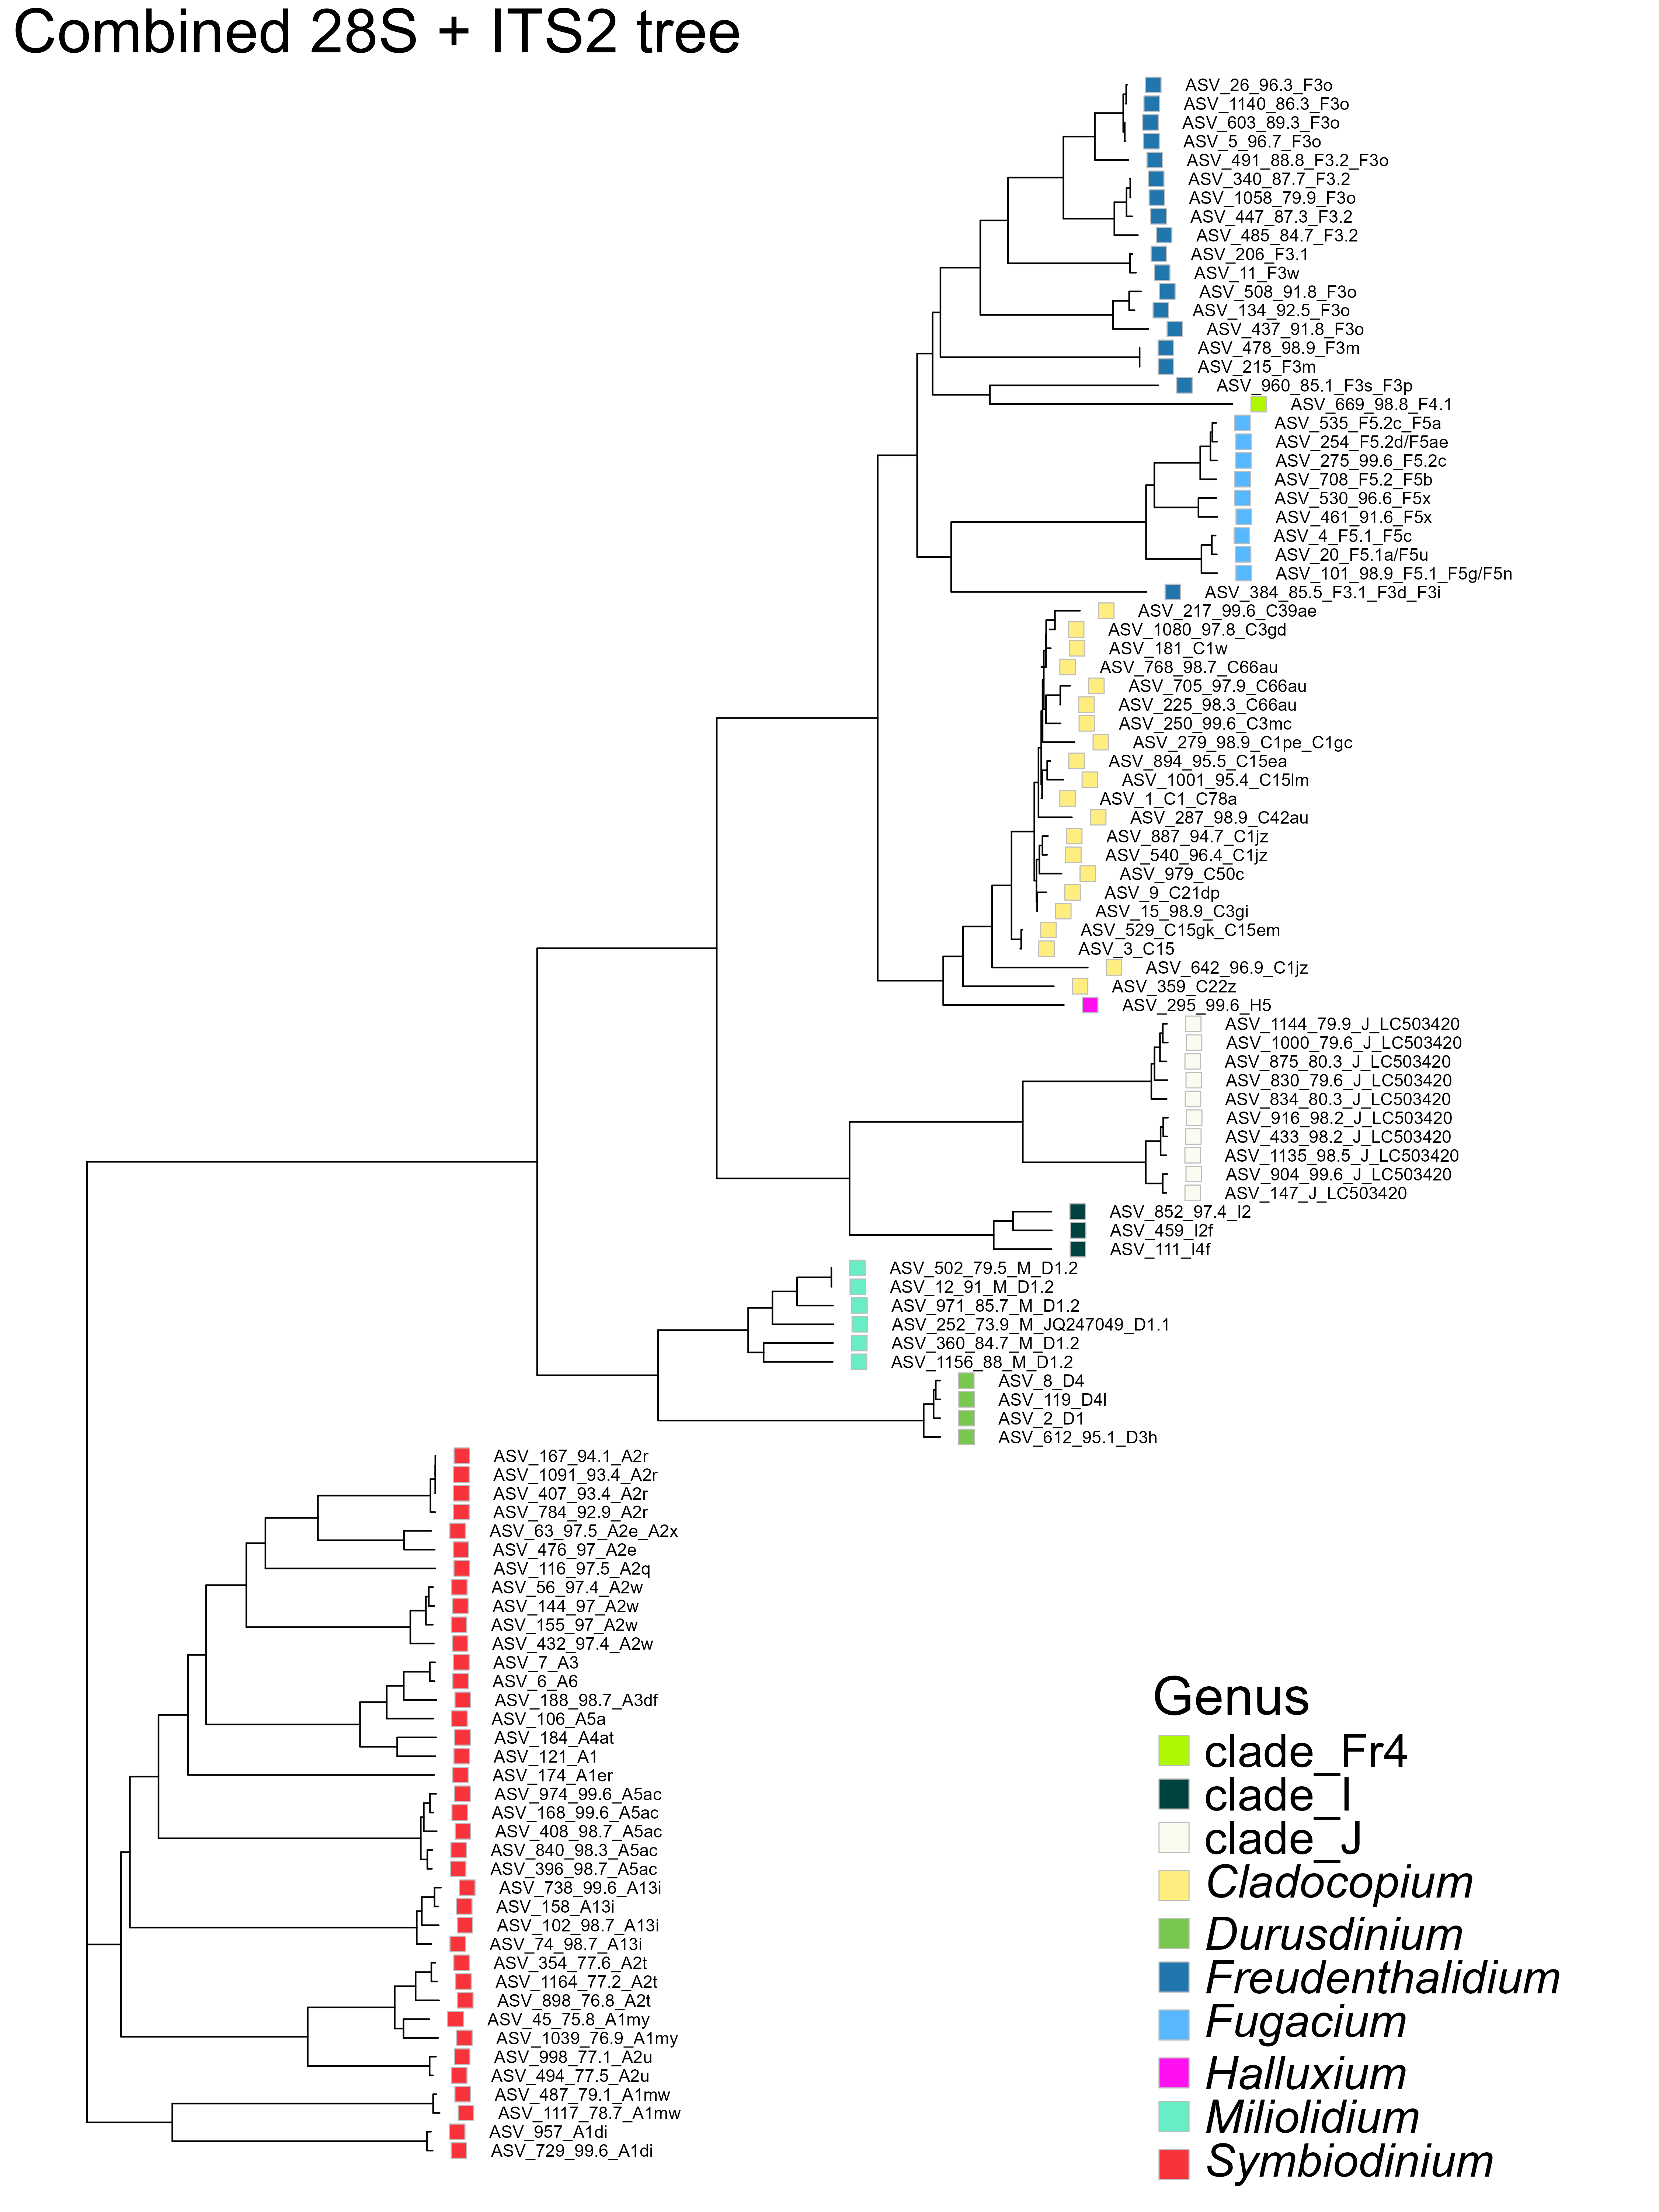 Combined 28S + ITS2 tree
ASV_26_96.3_F3o
ASV_1140_86.3_F3o
ASV_603_89.3_F3o
ASV_5_96.7_F3o
ASV_491_88.8_F3.2_F3o
ASV_340_87.7_F3.2
ASV_1058_79.9_F3o
ASV_447_87.3_F3.2
ASV_485_84.7_F3.2
ASV_206_F3.1
ASV_11_F3w
ASV_508_91.8_F3o
ASV_134_92.5_F3o
ASV_437_91.8_F3o
ASV_478_98.9_F3m
ASV_215_F3m
ASV_960_85.1_F3s_F3p
ASV_669_98.8_F4.1
ASV_535_F5.2c_F5a
ASV_254_F5.2d/F5ae
ASV_275_99.6_F5.2c
ASV_708_F5.2_F5b
ASV_530_96.6_F5x
ASV_461_91.6_F5x
ASV_4_F5.1_F5c
ASV_20_F5.1a/F5u
ASV_101_98.9_F5.1_F5g/F5n
ASV_384_85.5_F3.1_F3d_F3i
ASV_217_99.6_C39ae
ASV_1080_97.8_C3gd
ASV_181_C1w
ASV_768_98.7_C66au
ASV_705_97.9_C66au
ASV_225_98.3_C66au
ASV_250_99.6_C3mc
ASV_279_98.9_C1pe_C1gc
ASV_894_95.5_C15ea
ASV_1001_95.4_C15lm
ASV_1_C1_C78a
ASV_287_98.9_C42au
ASV_887_94.7_C1jz
ASV_540_96.4_C1jz
ASV_979_C50c
ASV_9_C21dp
ASV_15_98.9_C3gi
ASV_529_C15gk_C15em
ASV_3_C15
ASV_642_96.9_C1jz
ASV_359_C22z
ASV_295_99.6_H5
ASV_1144_79.9_J_LC503420
ASV_1000_79.6_J_LC503420
ASV_875_80.3_J_LC503420
ASV_830_79.6_J_LC503420
ASV_834_80.3_J_LC503420
ASV_916_98.2_J_LC503420
ASV_433_98.2_J_LC503420
ASV_1135_98.5_J_LC503420
ASV_904_99.6_J_LC503420
ASV_147_J_LC503420
ASV_852_97.4_I2
ASV_459_I2f
ASV_111_I4f
ASV_502_79.5_M_D1.2
ASV_12_91_M_D1.2
ASV_971_85.7_M_D1.2
ASV_252_73.9_M_JQ247049_D1.1
ASV_360_84.7_M_D1.2
ASV_1156_88_M_D1.2
ASV_8_D4
ASV_119_D4l
ASV_2_D1
ASV_612_95.1_D3h
ASV_167_94.1_A2r
ASV_1091_93.4_A2r
ASV_407_93.4_A2r
ASV_784_92.9_A2r
ASV_63_97.5_A2e_A2x
ASV_476_97_A2e
ASV_116_97.5_A2q
ASV_56_97.4_A2w
ASV_144_97_A2w
ASV_155_97_A2w
ASV_432_97.4_A2w
ASV_7_A3
ASV_6_A6
ASV_188_98.7_A3df
ASV_106_A5a
ASV_184_A4at
ASV_121_A1
ASV_174_A1er
ASV_974_99.6_A5ac
ASV_168_99.6_A5ac
ASV_408_98.7_A5ac
ASV_840_98.3_A5ac
ASV_396_98.7_A5ac
ASV_738_99.6_A13i
ASV_158_A13i
ASV_102_98.7_A13i
ASV_74_98.7_A13i
ASV_354_77.6_A2t
ASV_1164_77.2_A2t
ASV_898_76.8_A2t
ASV_45_75.8_A1my
ASV_1039_76.9_A1my
ASV_998_77.1_A2u
ASV_494_77.5_A2u
ASV_487_79.1_A1mw
ASV_1117_78.7_A1mw
ASV_957_A1di
ASV_729_99.6_A1di
Genus
clade_Fr4
clade_I
clade_J
Cladocopium
Durusdinium
Freudenthalidium
Fugacium
Halluxium
Miliolidium
Symbiodinium